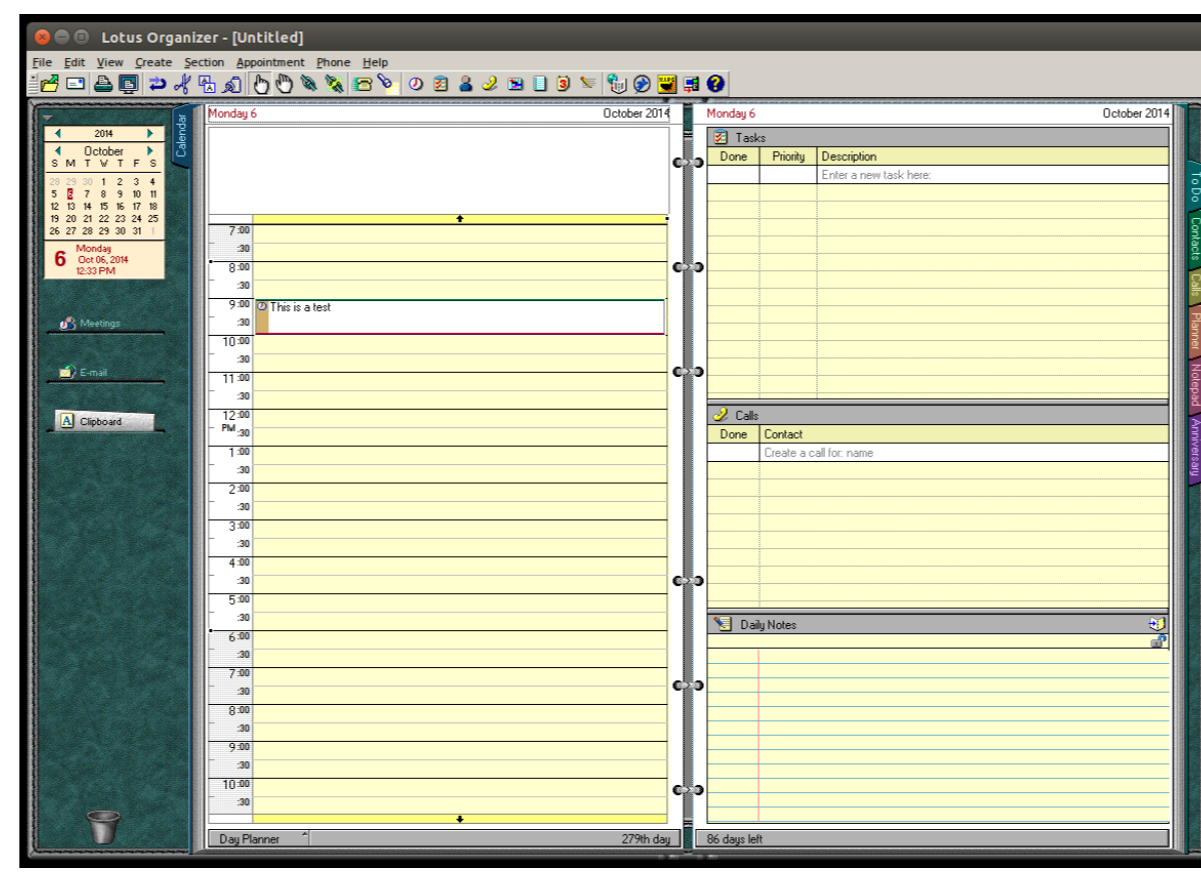 Lotus Organizer - [Untitled]
File Edit View Create Section Appointment Phone Help
Calendar
2014
October
S M T W T F S
28 29 30 1 2 3 4
5 6 7 8 9 10 11
12 13 14 15 16 17 18
19 20 21 22 23 24 25
26 27 28 29 30 31 1
6 Monday
Oct 06, 2014
12:33 PM
Meetings
E-mail
Clipboard
Monday 6 October 2014
7:00
:30
8:00
:30
9:00 This is a test
:30
10:00
:30
11:00
:30
12:00
PM :30
1:00
:30
2:00
:30
3:00
:30
4:00
:30
5:00
:30
6:00
:30
7:00
:30
8:00
:30
9:00
:30
10:00
:30
Day Planner 279th day
Monday 6 October 2014
Tasks
Done Priority Description
Enter a new task here:
Calls
Done Contact
Create a call for: name
Daily Notes
86 days left
To Do
Contacts
Calls
Planner
Notepad
Anniversary